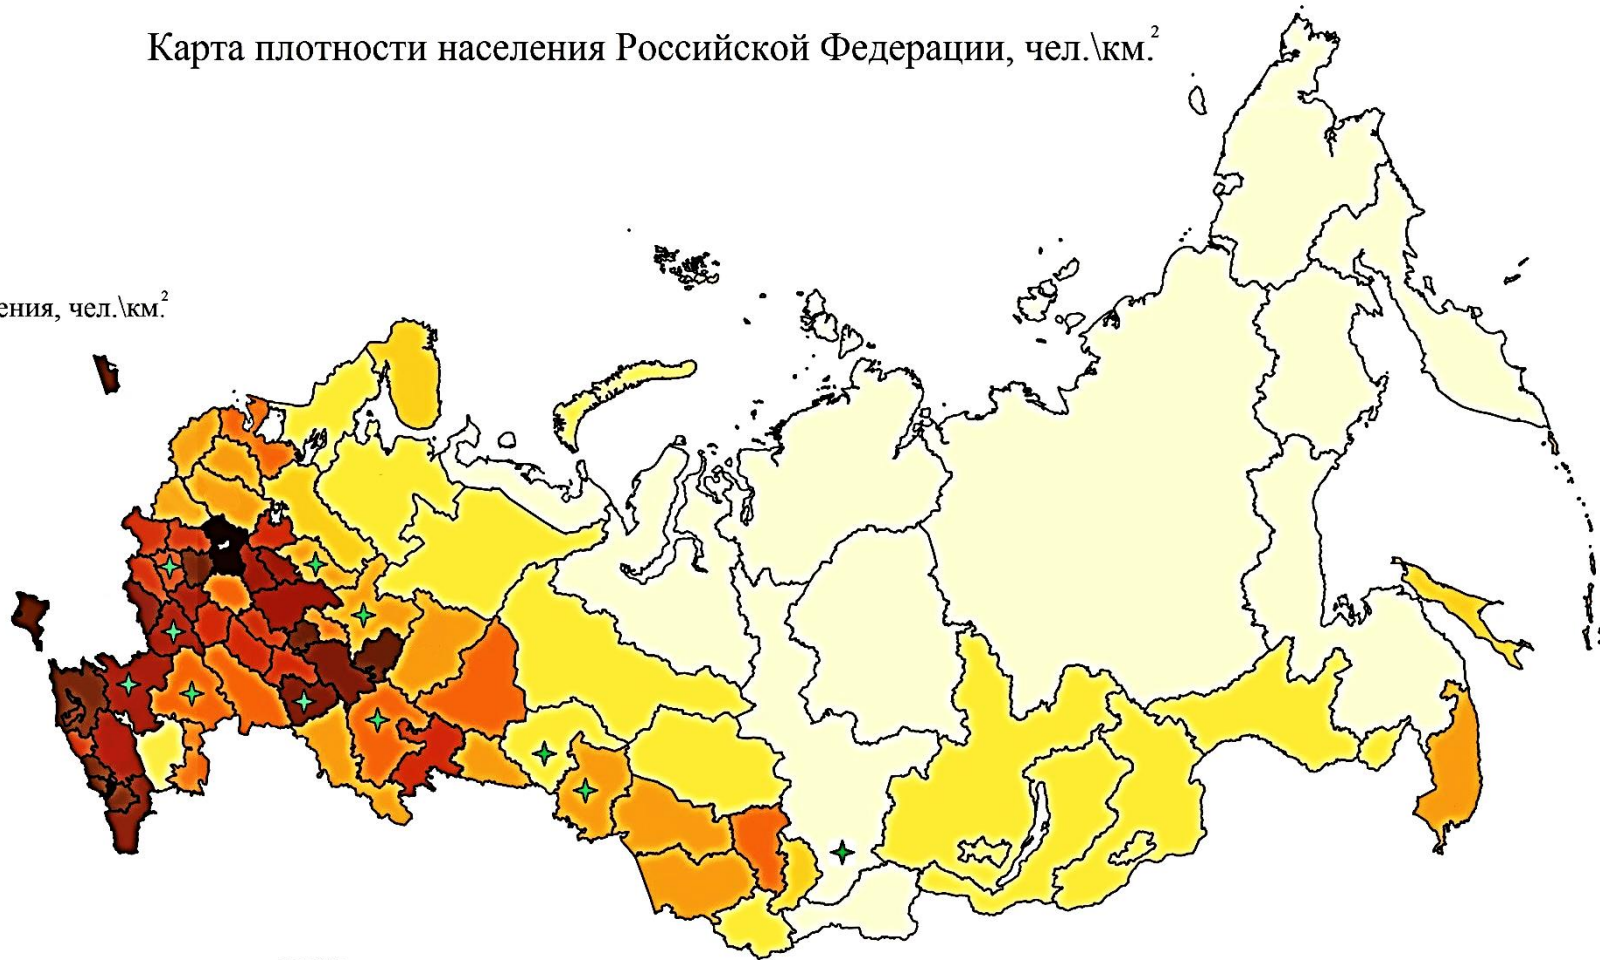 Карта плотности населения Российской Федерации, чел.\км.²
ения, чел.\км.²